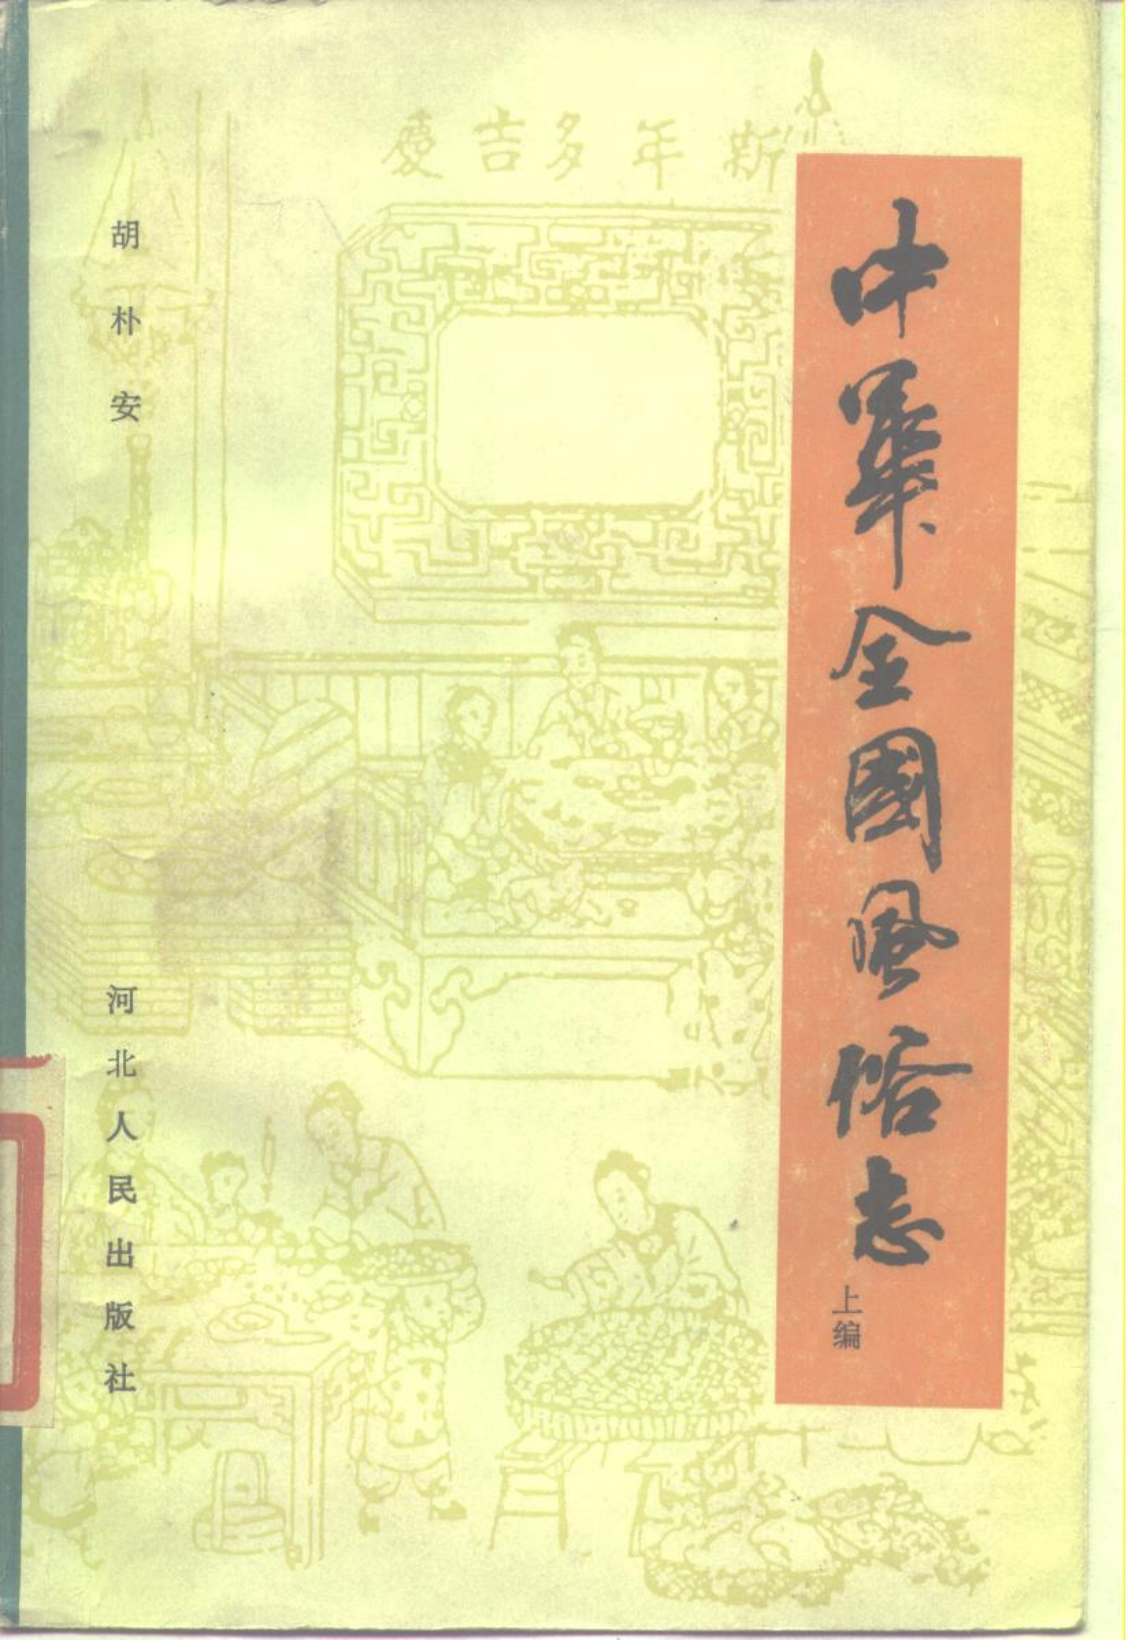 新年多吉慶
中華全國風俗志
上编
胡朴安
河北人民出版社